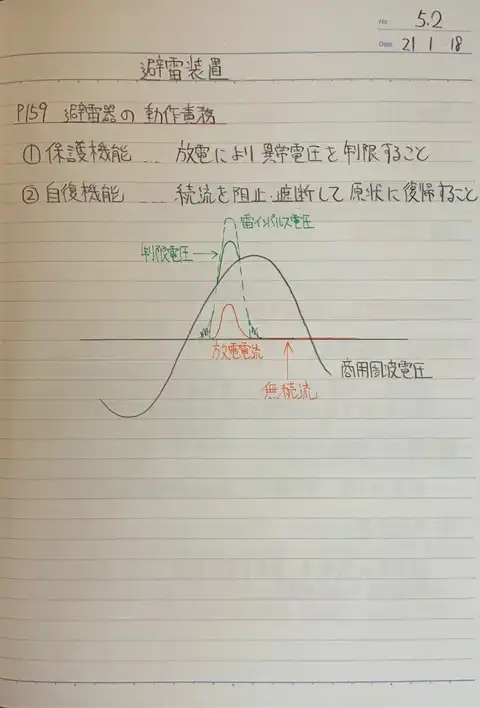 No 5.2
Date 21 1 18
避雷装置
P159 避雷器の動作責務
① 保護機能 … 放電により異常電圧を制限すること
② 自復機能 … 続流を阻止・遮断して原状に復帰すること
雷インパルス電圧
制限電圧
放電電流
商用周波電圧
無続流